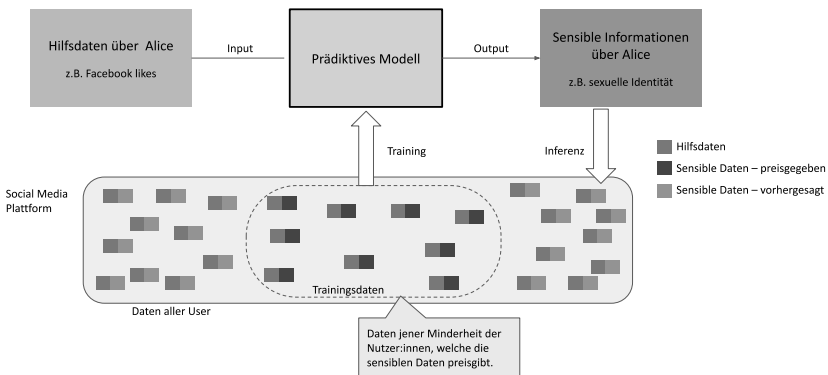 Hilfsdaten über Alice
z.B. Facebook likes
Input
Prädiktives Modell
Output
Sensible Informationen
über Alice
z.B. sexuelle Identität
Training
Inferenz
Hilfsdaten
Sensible Daten – preisgegeben
Sensible Daten – vorhergesagt
Social Media
Plattform
Trainingsdaten
Daten aller User
Daten jener Minderheit der
Nutzer:innen, welche die
sensiblen Daten preisgibt.